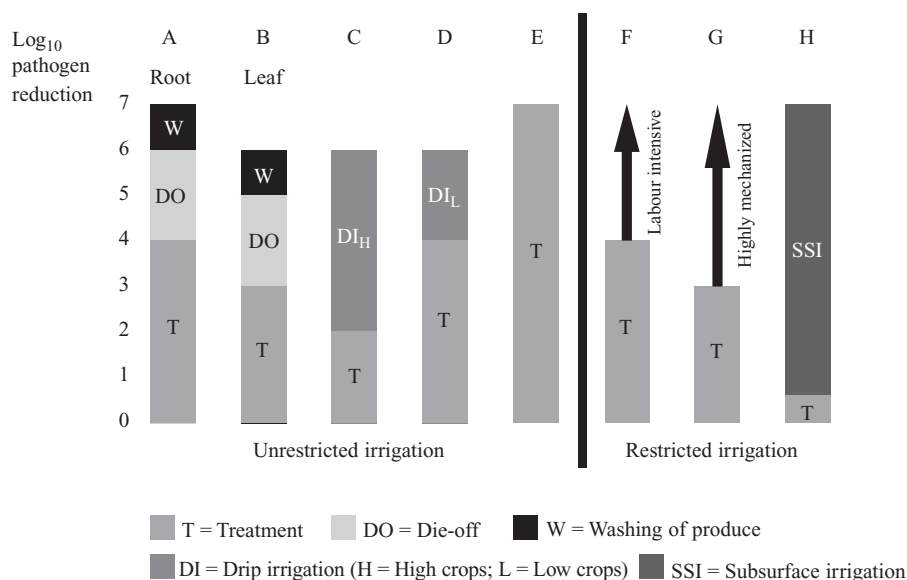 Log10
pathogen
reduction
A B C D E F G H
Root Leaf
7
6
5
4
3
2
1
0
W
DO
T
W
DO
T
DIH
T
DIL
T
T
Labour intensive
T
Highly mechanized
T
SSI
T
Unrestricted irrigation Restricted irrigation
T = Treatment DO = Die-off W = Washing of produce
DI = Drip irrigation (H = High crops; L = Low crops) SSI = Subsurface irrigation